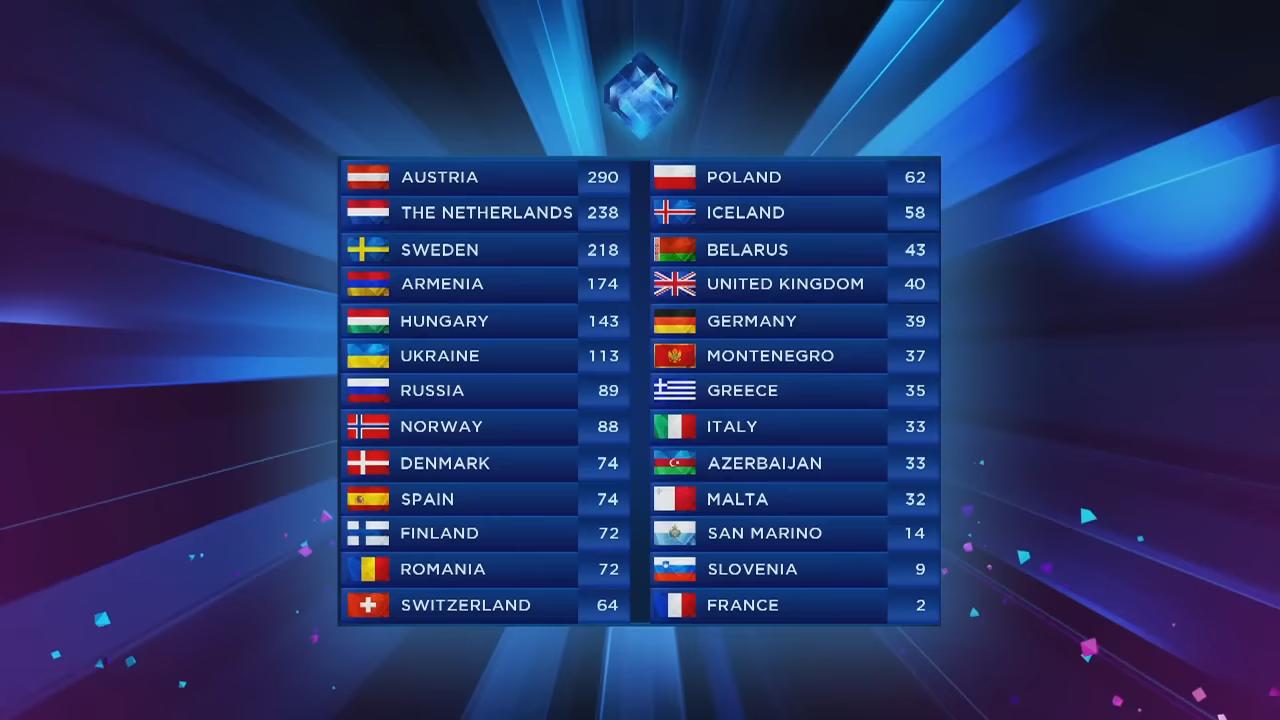 AUSTRIA 290
THE NETHERLANDS 238
SWEDEN 218
ARMENIA 174
HUNGARY 143
UKRAINE 113
RUSSIA 89
NORWAY 88
DENMARK 74
SPAIN 74
FINLAND 72
ROMANIA 72
SWITZERLAND 64
POLAND 62
ICELAND 58
BELARUS 43
UNITED KINGDOM 40
GERMANY 39
MONTENEGRO 37
GREECE 35
ITALY 33
AZERBAIJAN 33
MALTA 32
SAN MARINO 14
SLOVENIA 9
FRANCE 2